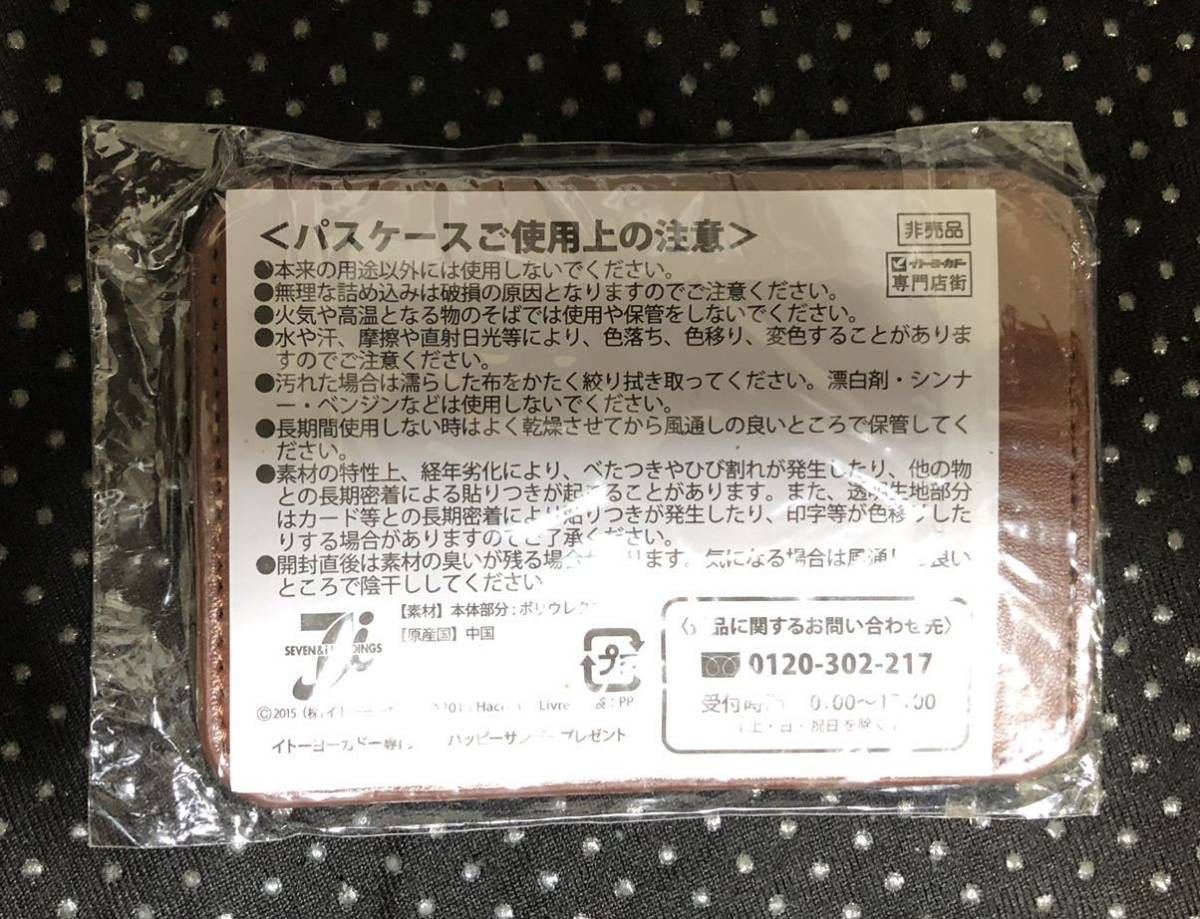 ＜パスケースご使用上の注意＞
非売品
イトーヨーカドー
専門店街
●本来の用途以外には使用しないでください。
●無理な詰め込みは破損の原因となりますのでご注意ください。
●火気や高温となる物のそばでは使用や保管をしないでください。
●水や汗、摩擦や直射日光等により、色落ち、色移り、変色することがありま
すのでご注意ください。
●汚れた場合は濡らした布をかたく絞り拭き取ってください。漂白剤・シンナ
ー・ベンジンなどは使用しないでください。
●長期間使用しない時はよく乾燥させてから風通しの良いところで保管してく
ださい。
●素材の特性上、経年劣化により、べたつきやひび割れが発生したり、他の物
との長期密着による貼りつきが起こることがあります。また、透明生地部分
はカード等との長期密着により貼りつきが発生したり、印字等が色移りした
りする場合がありますのでご了承ください。
●開封直後は素材の臭いが残る場合があります。気になる場合は風通しの良い
ところで陰干ししてください
【素材】本体部分：ポリウレ
【原産国】中国
SEVEN&i HOLDINGS
プラ
：PP
©2015（株）イトー
Livre
イトーヨーカドー専門 ハッピーサンデープレゼント
品に関するお問い合わせ先〉
0120-302-217
受付時間
（土・日・祝日を除く）